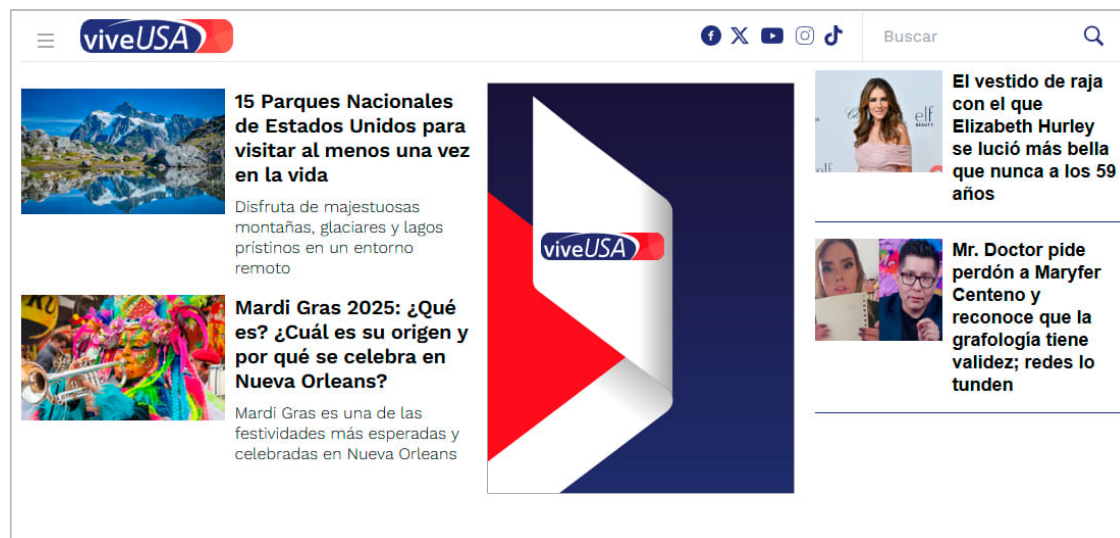 viveUSA
Buscar
15 Parques Nacionales
de Estados Unidos para
visitar al menos una vez
en la vida
Disfruta de majestuosas
montañas, glaciares y lagos
prístinos en un entorno
remoto
Mardi Gras 2025: ¿Qué
es? ¿Cuál es su origen y
por qué se celebra en
Nueva Orleans?
Mardi Gras es una de las
festividades más esperadas y
celebradas en Nueva Orleans
viveUSA
elf
BEAUTY
El vestido de raja
con el que
Elizabeth Hurley
se lució más bella
que nunca a los 59
años
Mr. Doctor pide
perdón a Maryfer
Centeno y
reconoce que la
grafología tiene
validez; redes lo
tunden